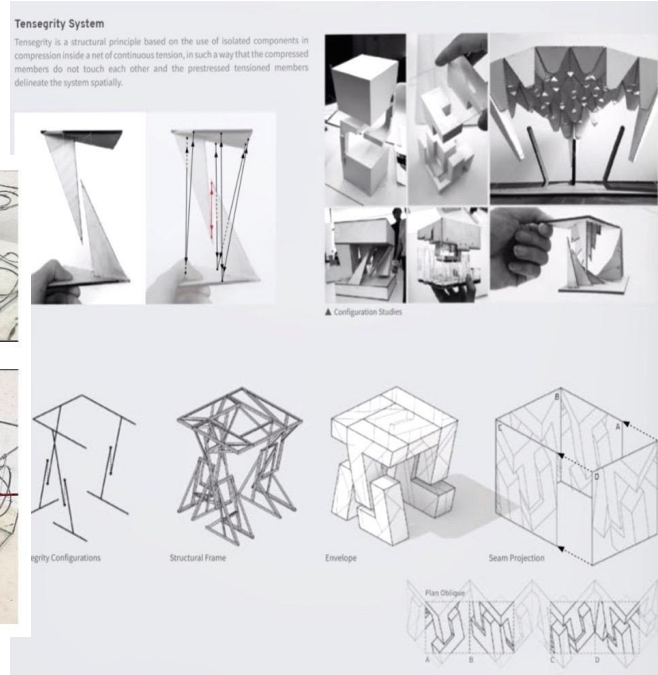 Tensegrity System
Tensegrity is a structural principle based on the use of isolated components in
compression inside a net of continuous tension, in such a way that the compressed
members do not touch each other and the prestressed tensioned members
delineate the system spatially.
▲ Configuration Studies
B
C
A
D
egrity Configurations
Structural Frame
Envelope
Seam Projection
Plan Oblique
A
B
C
D